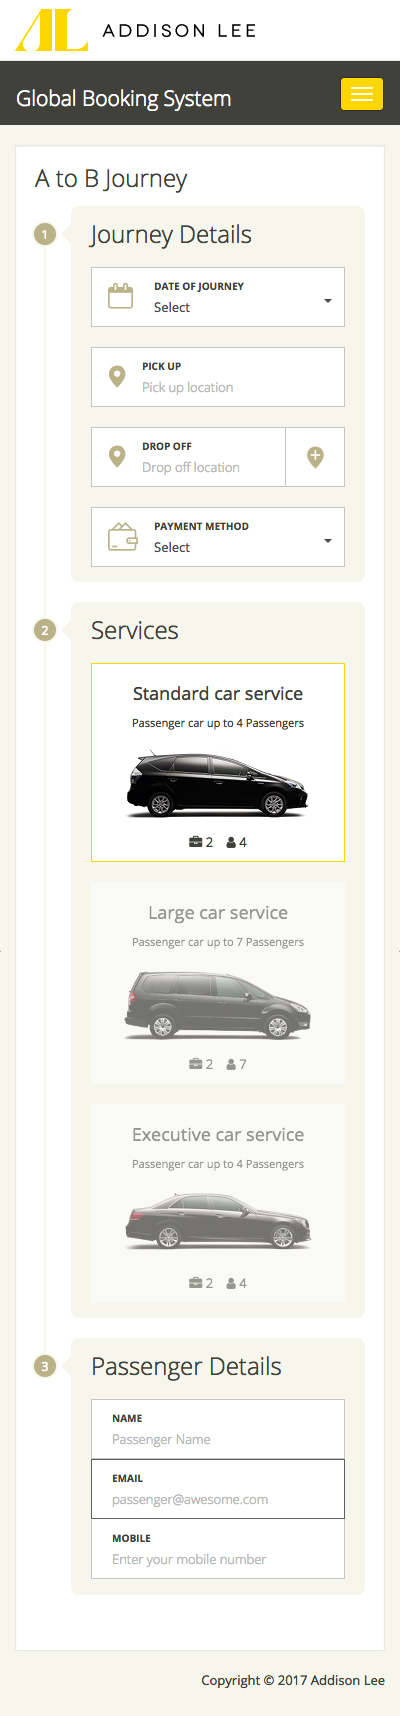 AL ADDISON LEE
Global Booking System
A to B Journey
1
Journey Details
DATE OF JOURNEY
Select
PICK UP
Pick up location
DROP OFF
Drop off location
PAYMENT METHOD
Select
2
Services
Standard car service
Passenger car up to 4 Passengers
2 4
Large car service
Passenger car up to 7 Passengers
2 7
Executive car service
Passenger car up to 4 Passengers
2 4
3
Passenger Details
NAME
Passenger Name
EMAIL
passenger@awesome.com
MOBILE
Enter your mobile number
Copyright © 2017 Addison Lee